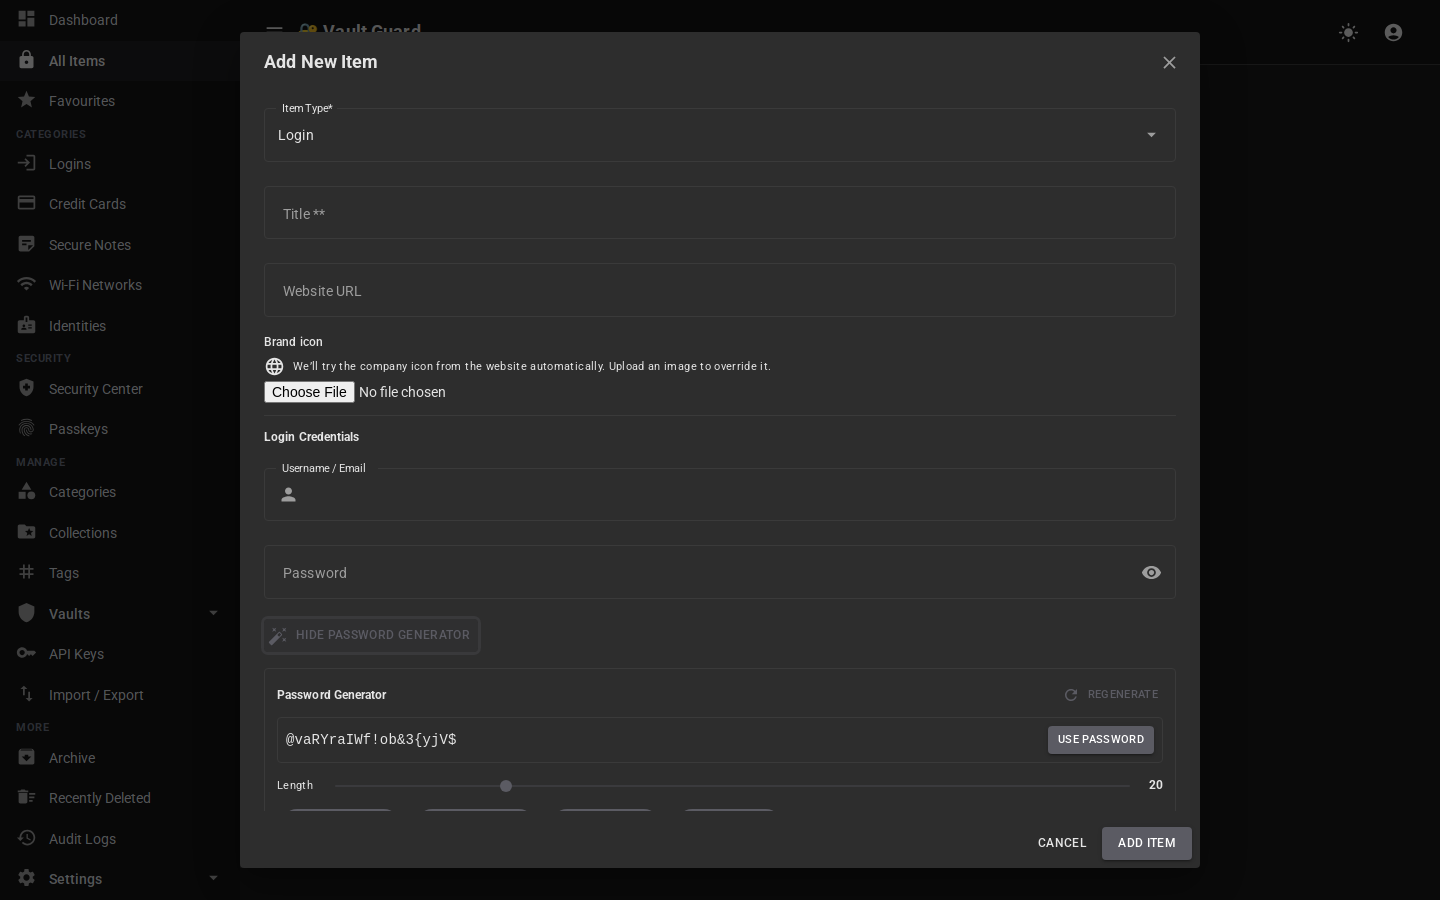 Dashboard
All Items
Favourites
CATEGORIES
Logins
Credit Cards
Secure Notes
Wi-Fi Networks
Identities
SECURITY
Security Center
Passkeys
MANAGE
Categories
Collections
Tags
Vaults
API Keys
Import / Export
MORE
Archive
Recently Deleted
Audit Logs
Settings
Vault Guard
Add New Item
Item Type*
Login
Title **
Website URL
Brand icon
We'll try the company icon from the website automatically. Upload an image to override it.
Choose File No file chosen
Login Credentials
Username / Email
Password
HIDE PASSWORD GENERATOR
Password Generator
REGENERATE
@vaRYraIWf!ob&3{yjV$
USE PASSWORD
Length
20
CANCEL
ADD ITEM